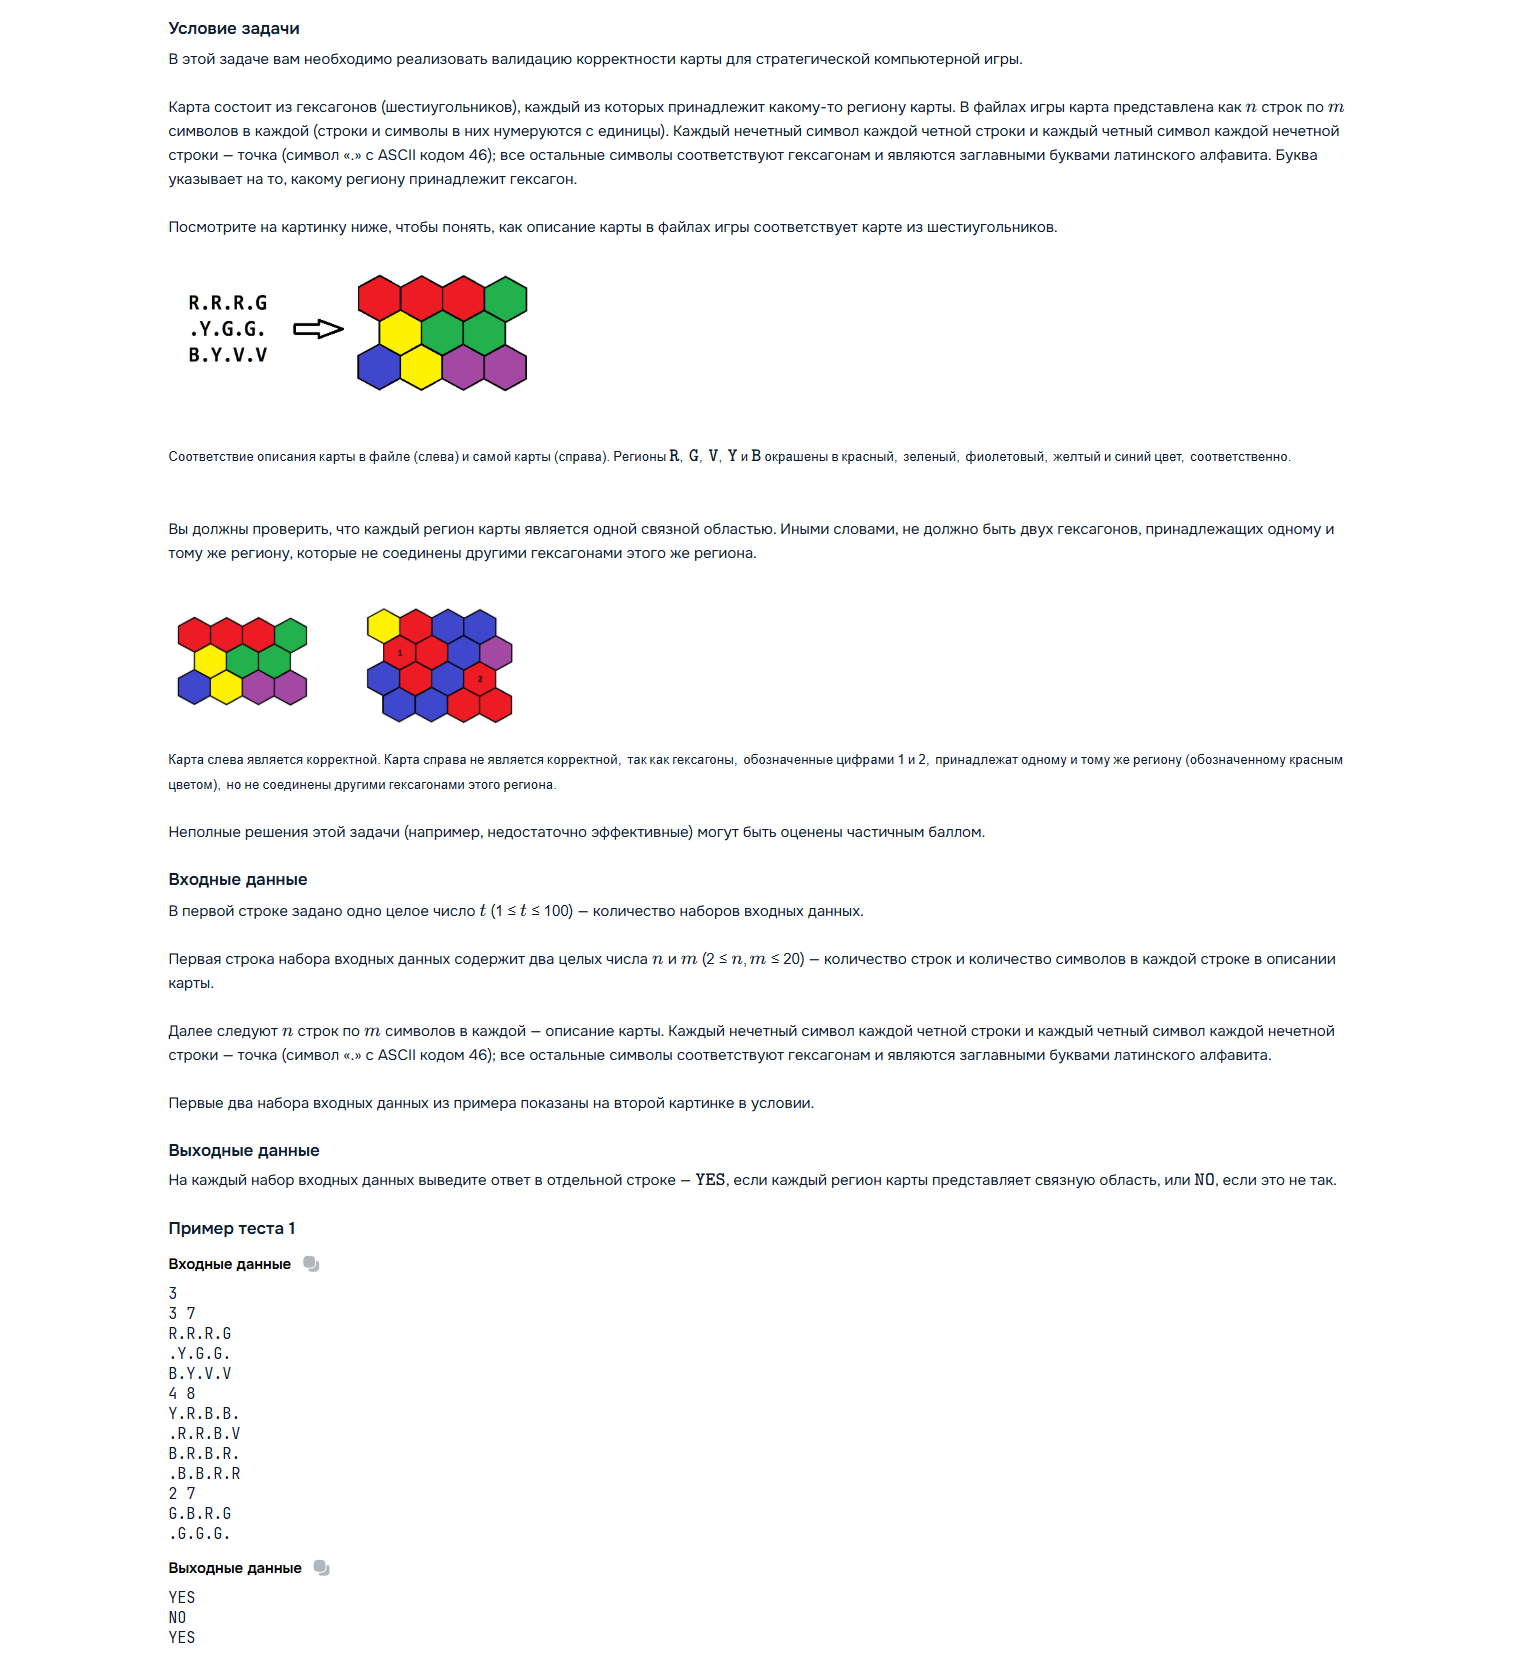 Условие задачи
В этой задаче вам необходимо реализовать валидацию корректности карты для стратегической компьютерной игры.
Карта состоит из гексагонов (шестиугольников), каждый из которых принадлежит какому-то региону карты. В файлах игры карта представлена как n строк по m
символов в каждой (строки и символы в них нумеруются с единицы). Каждый нечетный символ каждой четной строки и каждый четный символ каждой нечетной
строки — точка (символ «.» с ASCII кодом 46); все остальные символы соответствуют гексагонам и являются заглавными буквами латинского алфавита. Буква
указывает на то, какому региону принадлежит гексагон.
Посмотрите на картинку ниже, чтобы понять, как описание карты в файлах игры соответствует карте из шестиугольников.
R.R.R.G
.Y.G.G.
B.Y.V.V
Соответствие описания карты в файле (слева) и самой карты (справа). Регионы R, G, V, Y и B окрашены в красный, зеленый, фиолетовый, желтый и синий цвет, соответственно.
Вы должны проверить, что каждый регион карты является одной связной областью. Иными словами, не должно быть двух гексагонов, принадлежащих одному и
тому же региону, которые не соединены другими гексагонами этого же региона.
1
2
Карта слева является корректной. Карта справа не является корректной, так как гексагоны, обозначенные цифрами 1 и 2, принадлежат одному и тому же региону (обозначенному красным
цветом), но не соединены другими гексагонами этого региона.
Неполные решения этой задачи (например, недостаточно эффективные) могут быть оценены частичным баллом.
Входные данные
В первой строке задано одно целое число t (1 ≤ t ≤ 100) — количество наборов входных данных.
Первая строка набора входных данных содержит два целых числа n и m (2 ≤ n, m ≤ 20) — количество строк и количество символов в каждой строке в описании
карты.
Далее следуют n строк по m символов в каждой — описание карты. Каждый нечетный символ каждой четной строки и каждый четный символ каждой нечетной
строки — точка (символ «.» с ASCII кодом 46); все остальные символы соответствуют гексагонам и являются заглавными буквами латинского алфавита.
Первые два набора входных данных из примера показаны на второй картинке в условии.
Выходные данные
На каждый набор входных данных выведите ответ в отдельной строке — YES, если каждый регион карты представляет связную область, или NO, если это не так.
Пример теста 1
Входные данные
3
3 7
R.R.R.G
.Y.G.G.
B.Y.V.V
4 8
Y.R.B.B.
.R.R.B.V
B.R.B.R.
.B.B.R.R
2 7
G.B.R.G
.G.G.G.
Выходные данные
YES
NO
YES